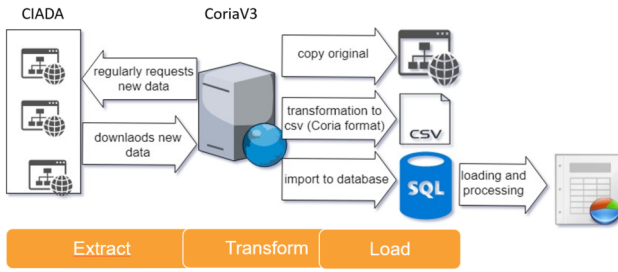 CIADA
CoriaV3
regularly requests
new data
downlaods new
data
copy original
transformation to
csv (Coria format)
CSV
import to database
SQL
loading and
processing
Extract
Transform
Load